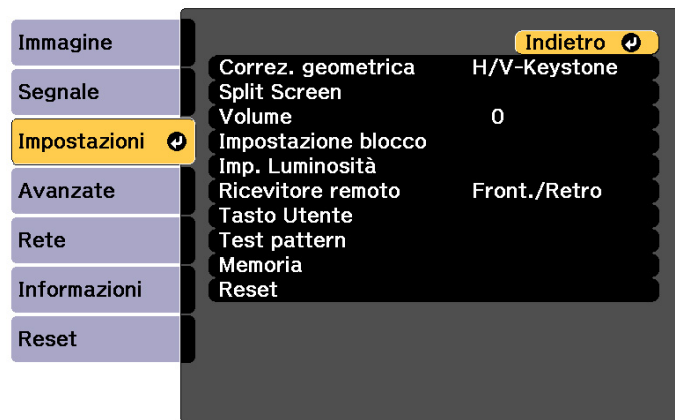 Immagine
Segnale
Impostazioni
Avanzate
Rete
Informazioni
Reset
Indietro
Correz. geometrica H/V-Keystone
Split Screen
Volume 0
Impostazione blocco
Imp. Luminosità
Ricevitore remoto Front./Retro
Tasto Utente
Test pattern
Memoria
Reset